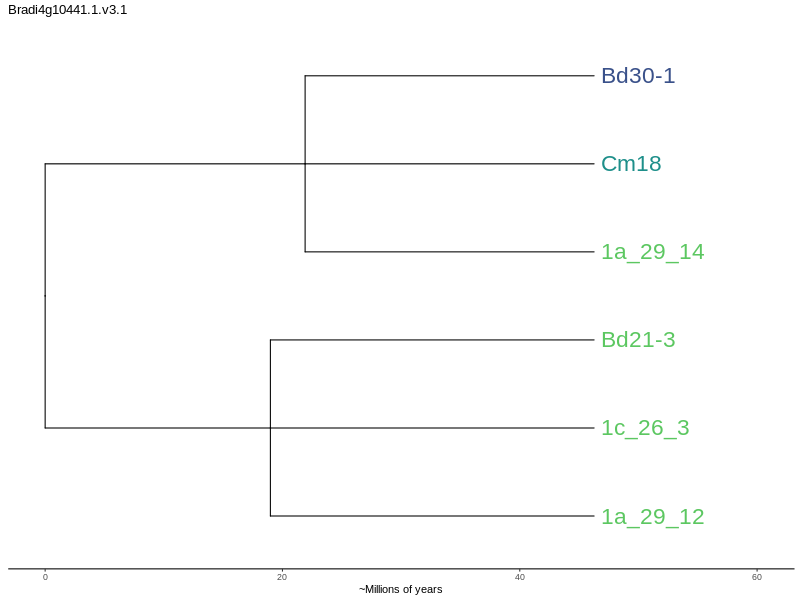 Bradi4g10441.1.v3.1
Bd30-1
Cm18
1a_29_14
Bd21-3
1c_26_3
1a_29_12
0 20 40 60
~Millions of years